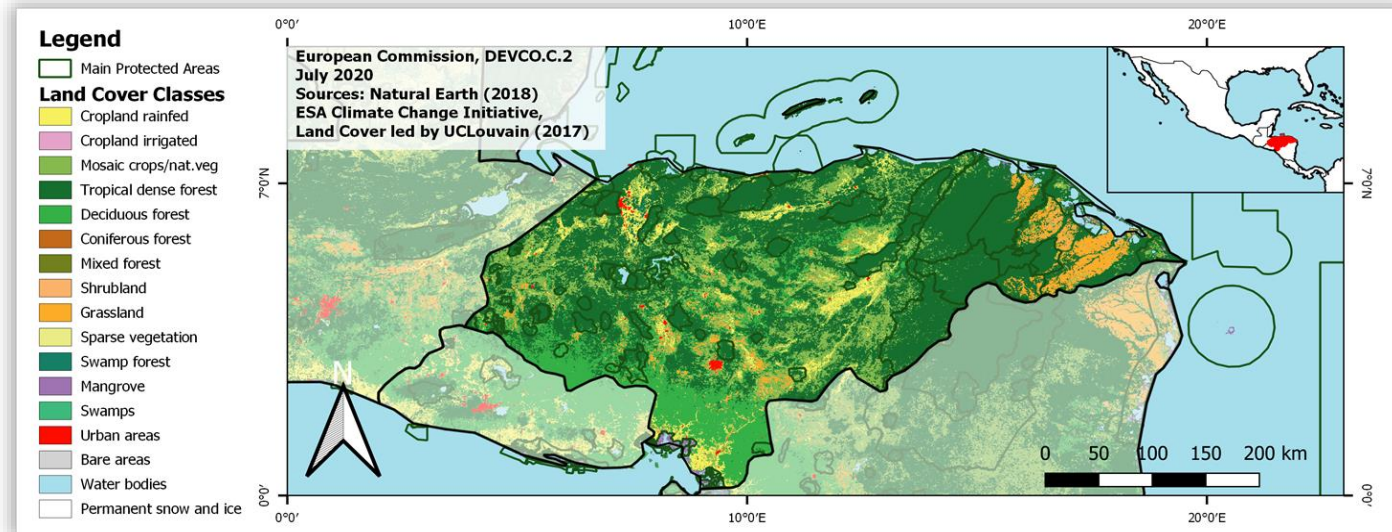 Legend
Main Protected Areas
Land Cover Classes
Cropland rainfed
Cropland irrigated
Mosaic crops/nat.veg
Tropical dense forest
Deciduous forest
Coniferous forest
Mixed forest
Shrubland
Grassland
Sparse vegetation
Swamp forest
Mangrove
Swamps
Urban areas
Bare areas
Water bodies
Permanent snow and ice
0°0′ 10°0′E 20°0′E
European Commission, DEVCO.C.2
July 2020
Sources: Natural Earth (2018)
ESA Climate Change Initiative,
Land Cover led by UCLouvain (2017)
7°0′N 7°0′N
N
0 50 100 150 200 km
0°0′ 0°0′
0°0′ 10°0′E 20°0′E